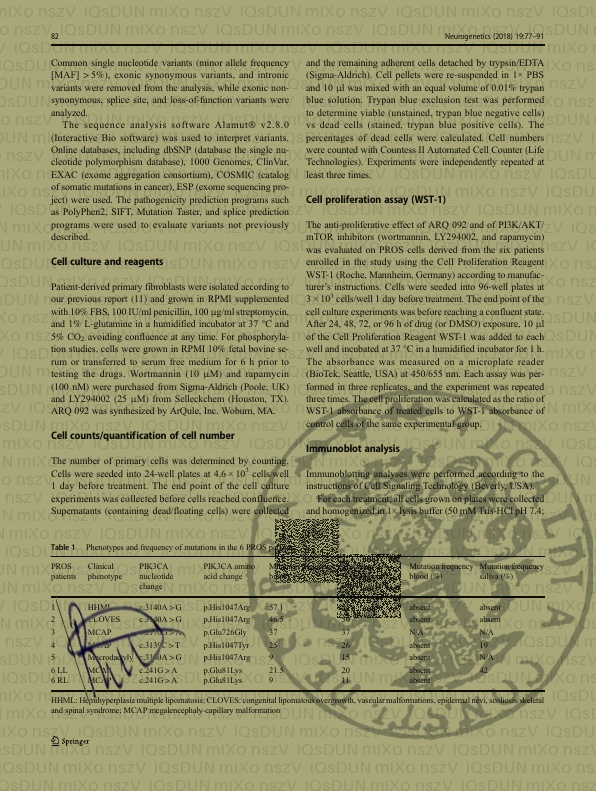 82
Neurogenetics (2018) 19:77–91
Common single nucleotide variants (minor allele frequency
[MAF] > 5%), exonic synonymous variants, and intronic
variants were removed from the analysis, while exonic non-
synonymous, splice site, and loss-of-function variants were
analyzed.
The sequence analysis software Alamut® v2.8.0
(Interactive Bio software) was used to interpret variants.
Online databases, including dbSNP (database the single nu-
cleotide polymorphism database), 1000 Genomes, ClinVar,
EXAC (exome aggregation consortium), COSMIC (catalog
of somatic mutations in cancer), ESP (exome sequencing pro-
ject) were used. The pathogenicity prediction programs such
as PolyPhen2, SIFT, Mutation Taster, and splice prediction
programs were used to evaluate variants not previously
described.
Cell culture and reagents
Patient-derived primary fibroblasts were isolated according to
our previous report (11) and grown in RPMI supplemented
with 10% FBS, 100 IU/ml penicillin, 100 μg/ml streptomycin,
and 1% L-glutamine in a humidified incubator at 37 °C and
5% CO2 avoiding confluence at any time. For phosphoryla-
tion studies, cells were grown in RPMI 10% fetal bovine se-
rum or transferred to serum free medium for 6 h prior to
testing the drugs. Wortmannin (10 μM) and rapamycin
(100 nM) were purchased from Sigma-Aldrich (Poole, UK)
and LY294002 (25 μM) from Selleckchem (Houston, TX).
ARQ 092 was synthesized by ArQule, Inc. Woburn, MA.
Cell counts/quantification of cell number
The number of primary cells was determined by counting.
Cells were seeded into 24-well plates at 4.6 × 10³ cells/well
1 day before treatment. The end point of the cell culture
experiments was collected before cells reached confluence.
Supernatants (containing dead/floating cells) were collected
and the remaining adherent cells detached by trypsin/EDTA
(Sigma-Aldrich). Cell pellets were re-suspended in 1× PBS
and 10 μl was mixed with an equal volume of 0.01% trypan
blue solution. Trypan blue exclusion test was performed
to determine viable (unstained, trypan blue negative cells)
vs dead cells (stained, trypan blue positive cells). The
percentages of dead cells were calculated. Cell numbers
were counted with Countess II Automated Cell Counter (Life
Technologies). Experiments were independently repeated at
least three times.
Cell proliferation assay (WST-1)
The anti-proliferative effect of ARQ 092 and of PI3K/AKT/
mTOR inhibitors (wortmannin, LY294002, and rapamycin)
was evaluated on PROS cells derived from the six patients
enrolled in the study using the Cell Proliferation Reagent
WST-1 (Roche, Mannheim, Germany) according to manufac-
turer's instructions. Cells were seeded into 96-well plates at
3 × 10³ cells/well 1 day before treatment. The end point of the
cell culture experiments was before reaching a confluent state.
After 24, 48, 72, or 96 h of drug (or DMSO) exposure, 10 μl
of the Cell Proliferation Reagent WST-1 was added to each
well and incubated at 37 °C in a humidified incubator for 1 h.
The absorbance was measured on a microplate reader
(BioTek, Seattle, USA) at 450/655 nm. Each assay was per-
formed in three replicates, and the experiment was repeated
three times. The cell proliferation was calculated as the ratio of
WST-1 absorbance of treated cells to WST-1 absorbance of
control cells of the same experimental group.
Immunoblot analysis
Immunoblotting analyses were performed according to the
instructions of Cell Signaling Technology (Beverly, USA).
For each treatment, all cells grown on plates were collected
and homogenized in 1× lysis buffer (50 mM Tris-HCl pH 7.4;
Table 1 Phenotypes and frequency of mutations in the 6 PROS
PROS patients Clinical phenotype PIK3CA nucleotide change PIK3CA amino acid change Mutation frequency blood (%) Mutation frequency saliva (%)
1 HHML c.3140A > G p.His1047Arg 57.1 absent absent
2 CLOVES c.3140A > G p.His1047Arg 46.5 absent absent
3 MCAP p.Glu726Gly 37 37 N/A N/A
4 MCAP c.3139C > T p.His1047Tyr 25 26 absent 19
5 Macrodactyly c.3140A > G p.His1047Arg 9 15 absent N/A
6 LL MCAP c.241G > A p.Glu81Lys 21.5 20 absent 42
6 RL MCAP c.241G > A p.Glu81Lys 9 11 absent
HHML: Hemihyperplasia multiple lipomatosis; CLOVES: congenital lipomatous overgrowth, vascular malformations, epidermal nevi, scoliosis/skeletal
and spinal syndrome; MCAP megalencephaly-capillary malformation
Springer